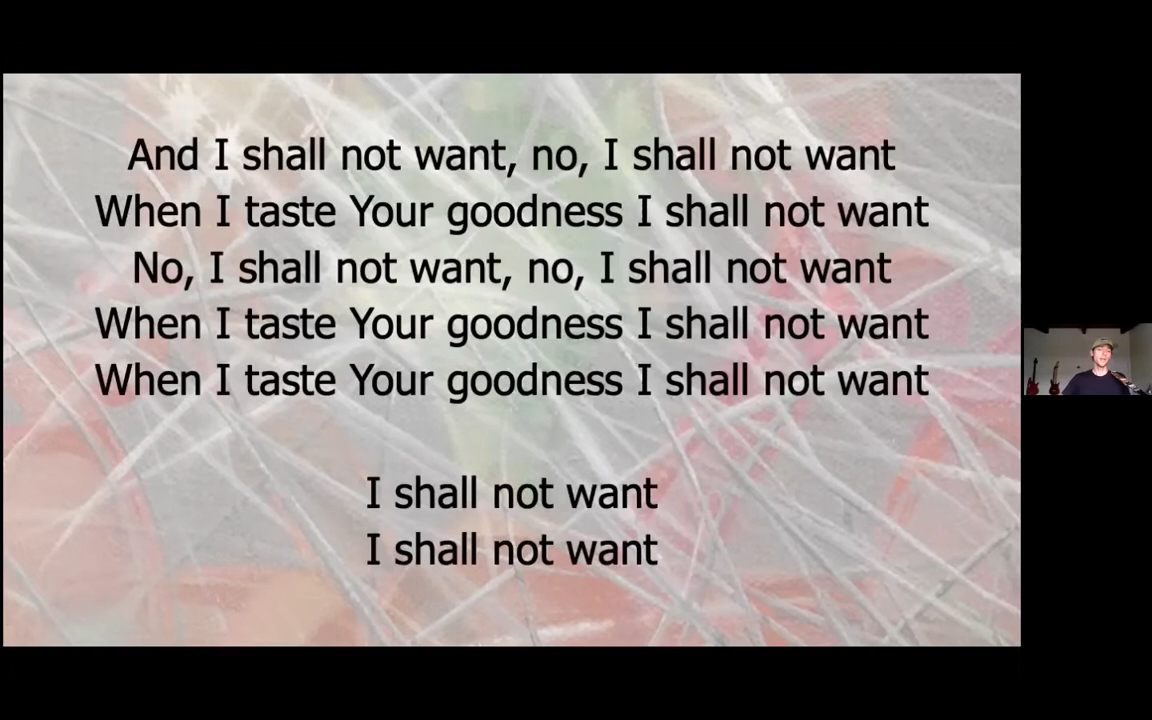 And I shall not want, no, I shall not want
When I taste Your goodness I shall not want
No, I shall not want, no, I shall not want
When I taste Your goodness I shall not want
When I taste Your goodness I shall not want
I shall not want
I shall not want